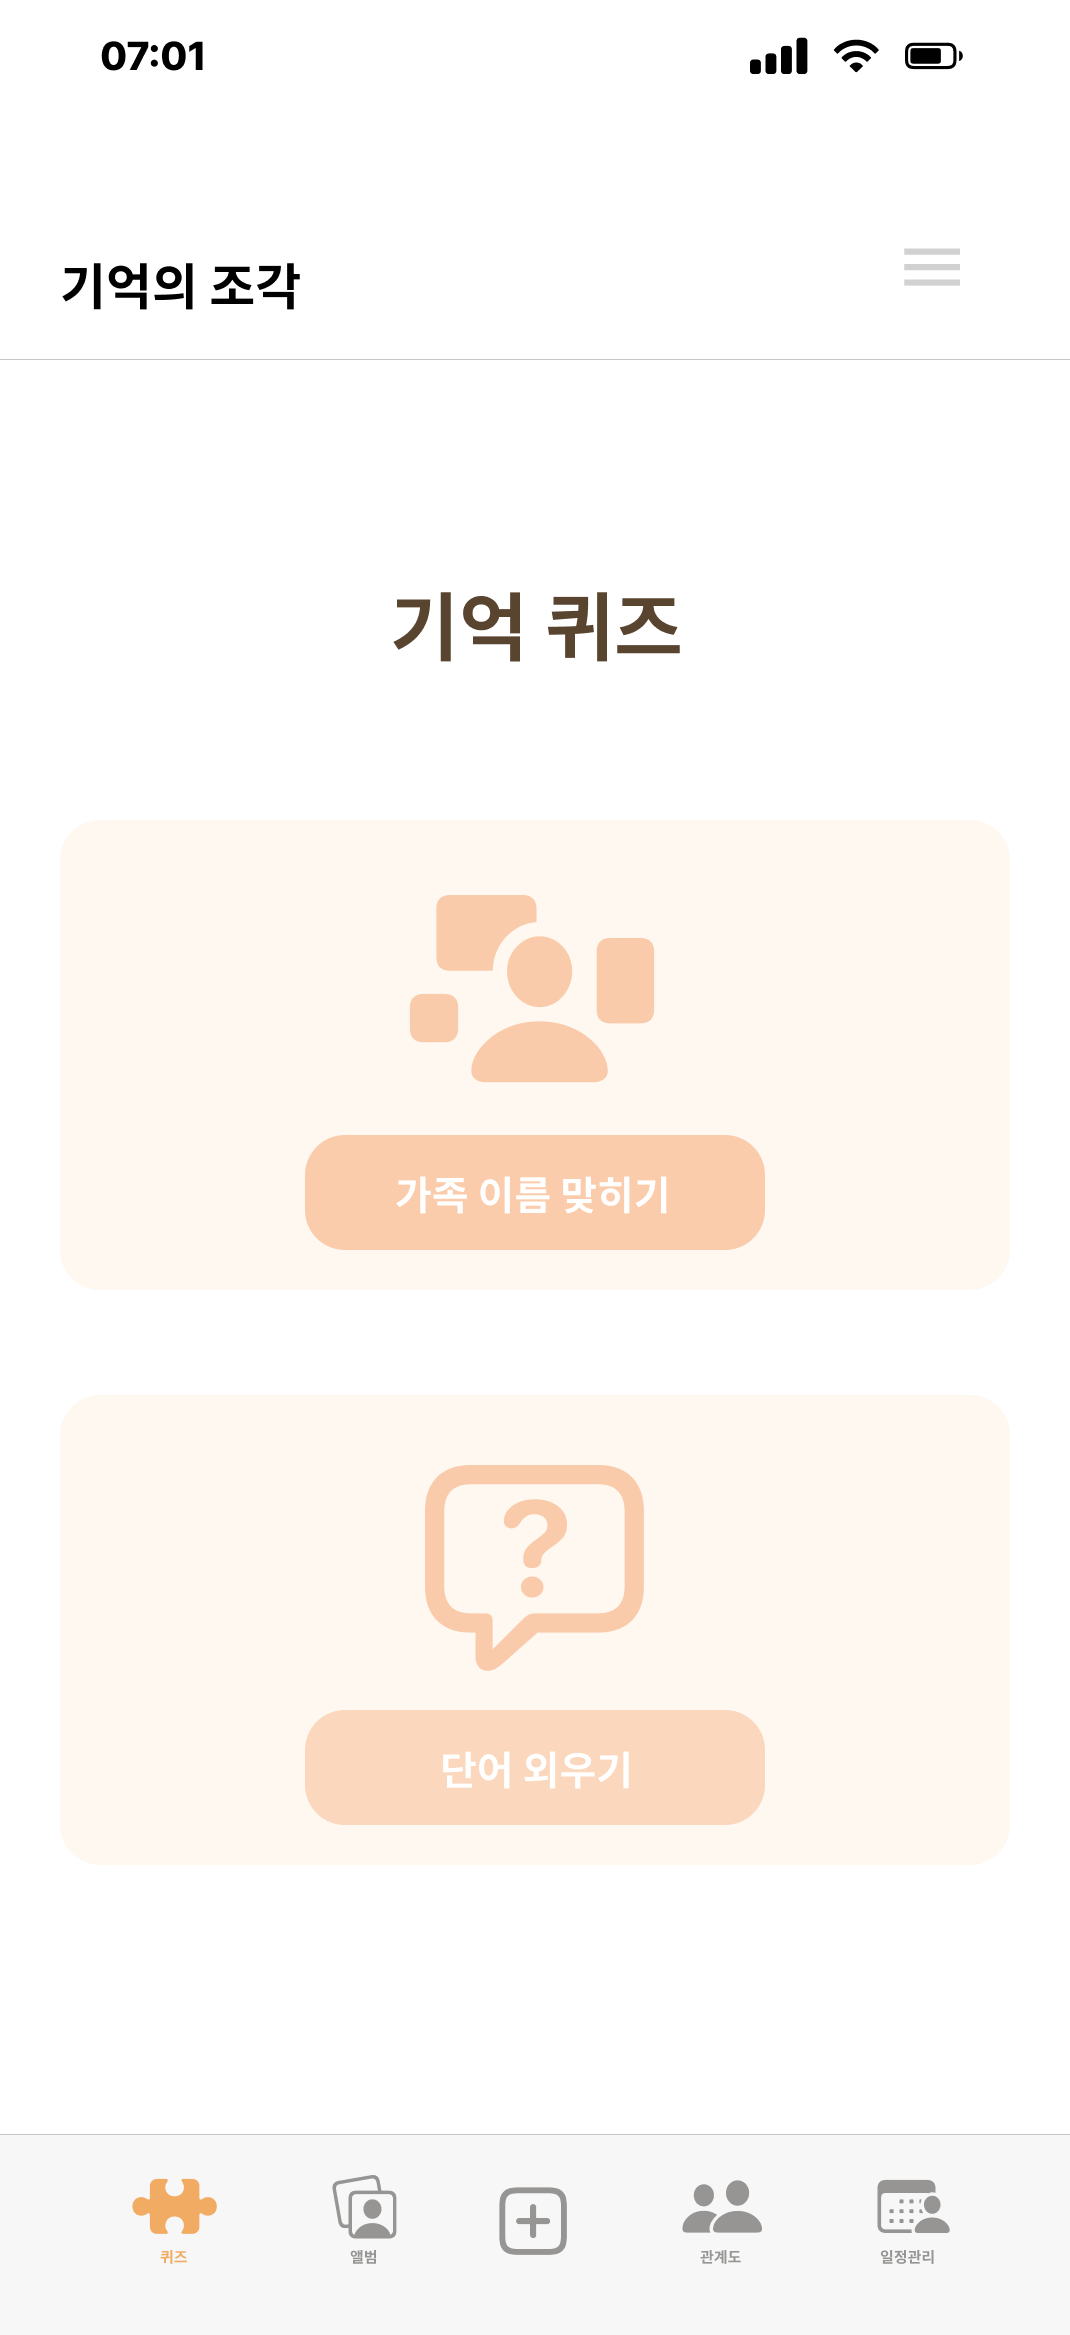 07:01
기억의 조각
기억 퀴즈
가족 이름 맞히기
?
단어 외우기
퀴즈
앨범
관계도
일정관리